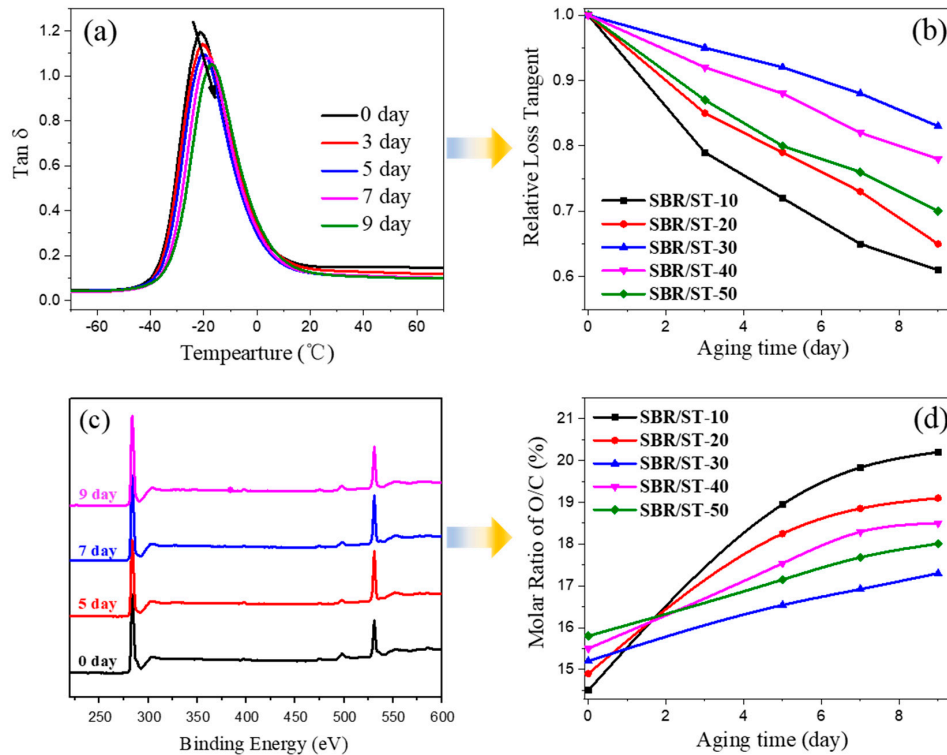 (a)
Tan δ
1.2
1.0
0.8
0.6
0.4
0.2
0.0
0 day
3 day
5 day
7 day
9 day
-60 -40 -20 0 20 40 60
Tempearture (℃)
(b)
Relative Loss Tangent
1.0
0.9
0.8
0.7
0.6
SBR/ST-10
SBR/ST-20
SBR/ST-30
SBR/ST-40
SBR/ST-50
0 2 4 6 8
Aging time (day)
(c)
9 day
7 day
5 day
0 day
250 300 350 400 450 500 550 600
Binding Energy (eV)
(d)
Molar Ratio of O/C (%)
21
20
19
18
17
16
15
SBR/ST-10
SBR/ST-20
SBR/ST-30
SBR/ST-40
SBR/ST-50
0 2 4 6 8
Aging time (day)